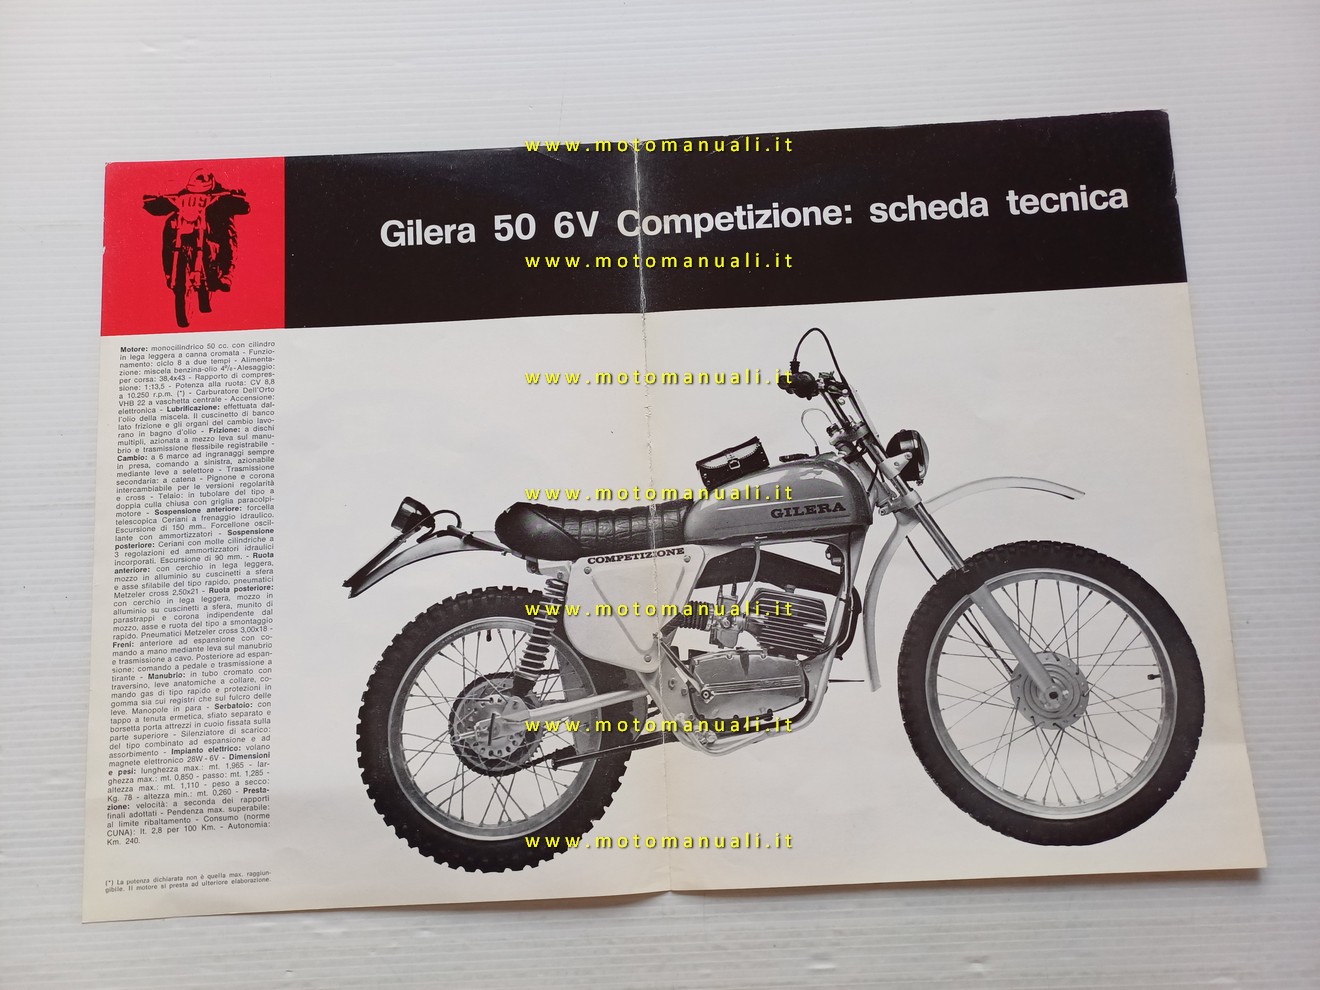 www.motomanuali.it
Gilera 50 6V Competizione: scheda tecnica
www.motomanuali.it
Motore: monocilindrico 50 cc. con cilindro
in lega leggera a canna cromata - Funzio-
namento: ciclo 8 a due tempi - Alimenta-
zione: miscela benzina-olio 4% - Alesaggio:
per corsa: 38,4x43 - Rapporto di compres-
sione: 1:13,5 - Potenza alla ruota: CV 8,8
a 10.250 r.p.m. (*) - Carburatore Dell'Orto
VHB 22 a vaschetta centrale - Accensione:
elettronica - Lubrificazione: effettuata dal-
l'olio della miscela. Il cuscinetto di banco
lato frizione e gli organi del cambio lavo-
rano in bagno d'olio - Frizione: a dischi
multipli, azionata a mezzo leva sul manu-
brio e trasmissione flessibile registrabile -
Cambio: a 6 marce ad ingranaggi sempre
in presa, comando a sinistra, azionabile
mediante leva a selettore - Trasmissione
secondaria: a catena - Pignone e corona
intercambiabile per le versioni regolarità
e cross - Telaio: in tubolare del tipo a
doppia culla chiusa con griglia paracolpi-
motore - Sospensione anteriore: forcella
telescopica Ceriani a frenaggio idraulico.
Escursione di 150 mm.. Forcellone oscil-
lante con ammortizzatori - Sospensione
posteriore: Ceriani con molle cilindriche a
3 regolazioni ed ammortizzatori idraulici
incorporati. Escursione di 90 mm. - Ruota
anteriore: con cerchio in lega leggera,
mozzo in alluminio su cuscinetti a sfera
e asse sfilabile del tipo rapido, pneumatici
Metzeler cross 2,50x21 - Ruota posteriore:
con cerchio in lega leggera, mozzo in
alluminio su cuscinetti a sfera, munito di
parastrappi e corona indipendente dal
mozzo, asse e ruota del tipo a smontaggio
rapido. Pneumatici Metzeler cross 3,00x18 -
Freni: anteriore ad espansione con co-
mando a mano mediante leva sul manubrio
e trasmissione a cavo. Posteriore ad espan-
sione; comando a pedale e trasmissione a
tirante - Manubrio: in tubo cromato con
traversino, leve anatomiche a collare, co-
mando gas di tipo rapido e protezioni in
gomma sia sui registri che sul fulcro delle
leve. Manopole in para - Serbatoio: con
tappo a tenuta ermetica, sfiato separato e
borsetta porta attrezzi in cuoio fissata sulla
parte superiore - Silenziatore di scarico:
del tipo combinato ad espansione e ad
assorbimento - Impianto elettrico: volano
magnete elettronico 28W - 6V - Dimensioni
e pesi: lunghezza max.: mt. 1,965 - lar-
ghezza max.: mt. 0,850 - passo: mt. 1,285 -
altezza max.: mt. 1,110 - peso a secco:
Kg. 78 - altezza min.: mt. 0,260 - Presta-
zione: velocità: a seconda dei rapporti
finali adottati - Pendenza max. superabile:
al limite ribaltamento - Consumo (norme
CUNA): lt. 2,8 per 100 Km. - Autonomia:
Km. 240.
(*) La potenza dichiarata non è quella max. raggiun-
gibile. Il motore si presta ad ulteriore elaborazione.
www.motomanuali.it
www.motomanuali.it
GILERA
COMPETIZIONE
www.motomanuali.it
www.motomanuali.it
www.motomanuali.it